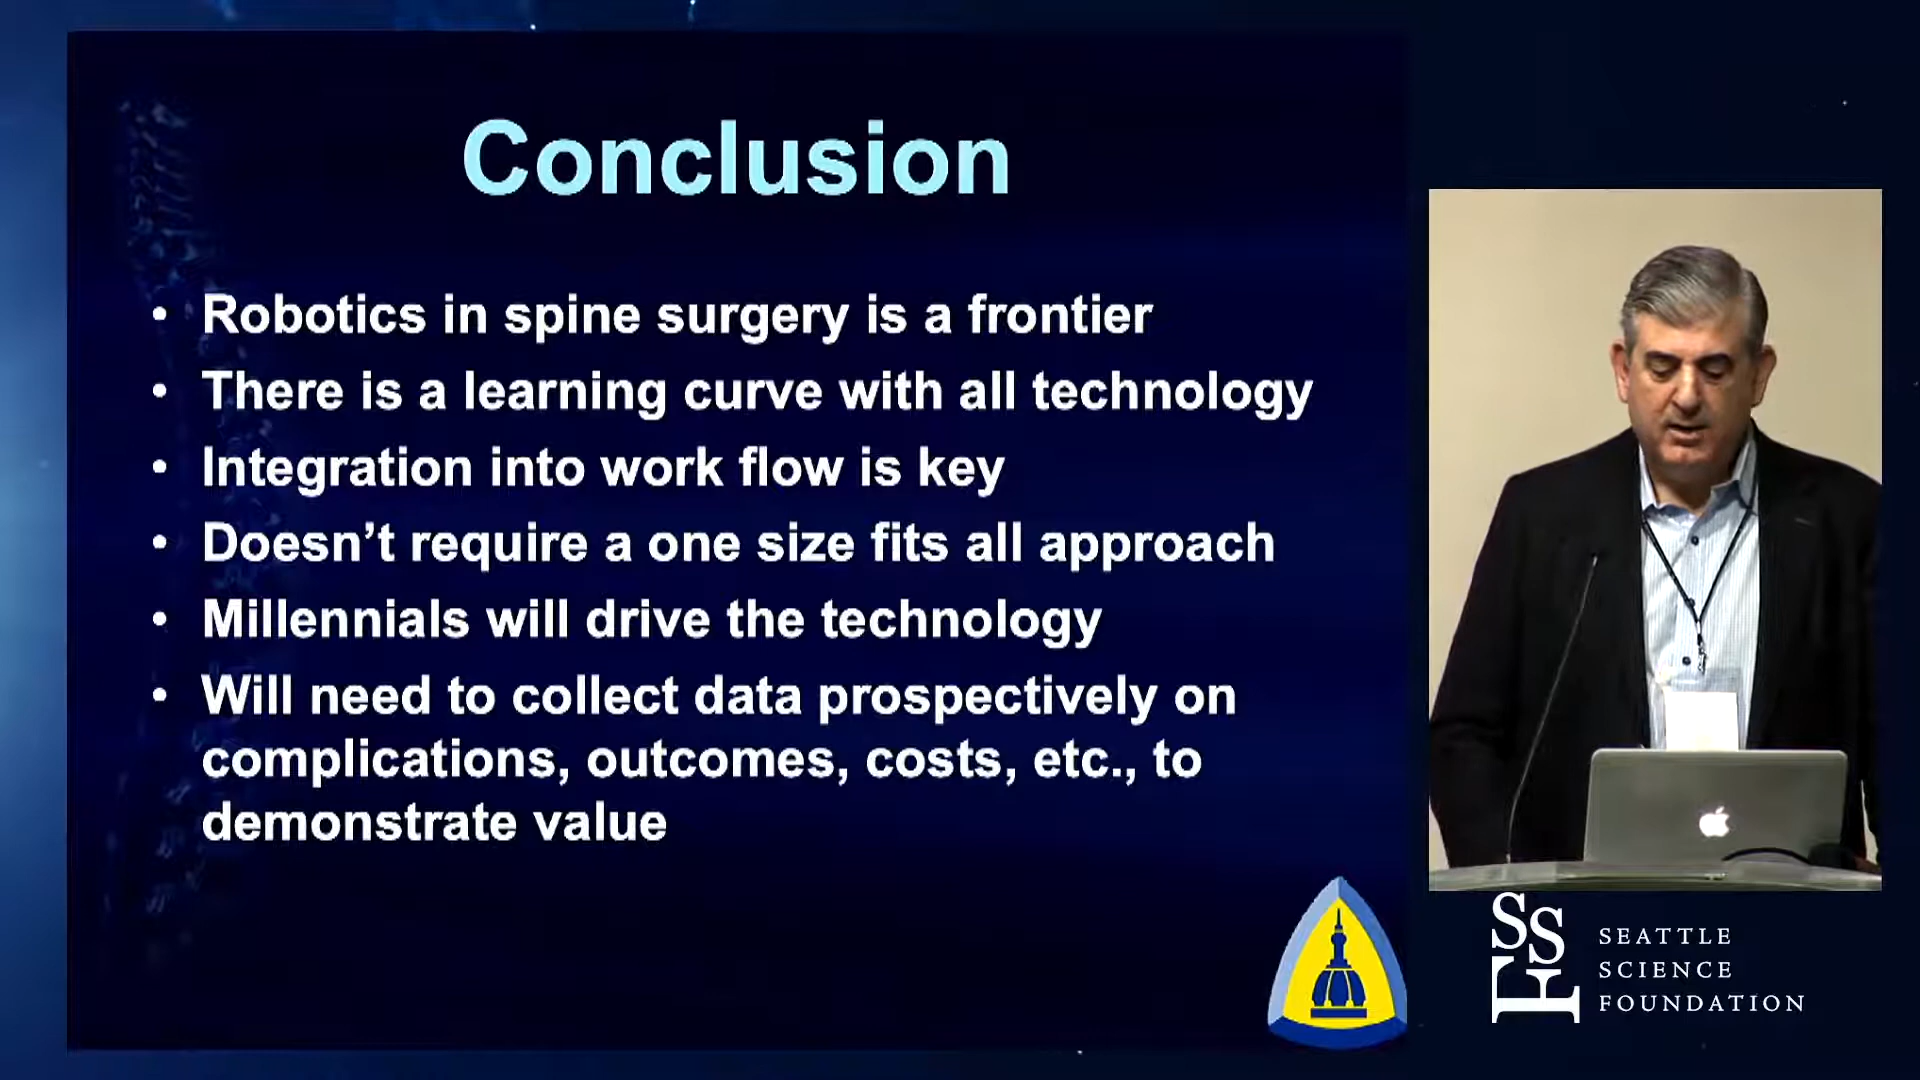 Conclusion
• Robotics in spine surgery is a frontier
• There is a learning curve with all technology
• Integration into work flow is key
• Doesn’t require a one size fits all approach
• Millennials will drive the technology
• Will need to collect data prospectively on
complications, outcomes, costs, etc., to
demonstrate value
SSF
SEATTLE
SCIENCE
FOUNDATION